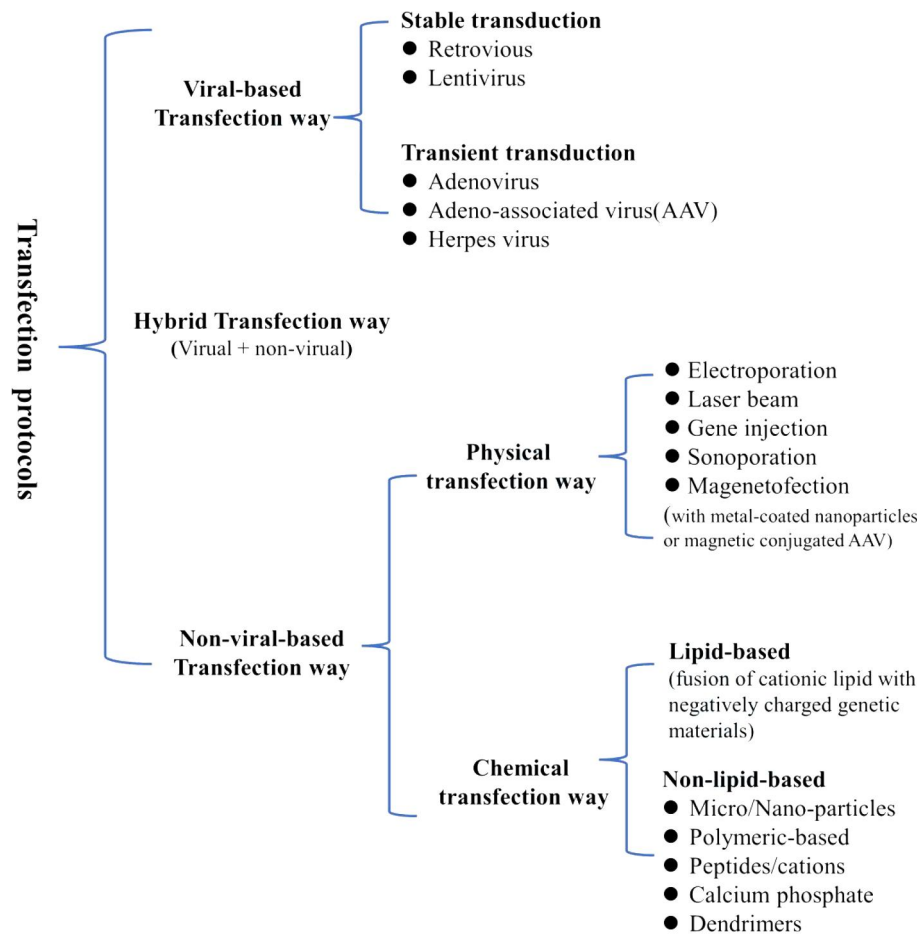 Transfection protocols
Viral-based
Transfection way
Stable transduction
● Retrovious
● Lentivirus
Transient transduction
● Adenovirus
● Adeno-associated virus(AAV)
● Herpes virus
Hybrid Transfection way
(Virual + non-virual)
Non-viral-based
Transfection way
Physical
transfection way
● Electroporation
● Laser beam
● Gene injection
● Sonoporation
● Magenetofection
(with metal-coated nanoparticles
or magnetic conjugated AAV)
Chemical
transfection way
Lipid-based
(fusion of cationic lipid with
negatively charged genetic
materials)
Non-lipid-based
● Micro/Nano-particles
● Polymeric-based
● Peptides/cations
● Calcium phosphate
● Dendrimers